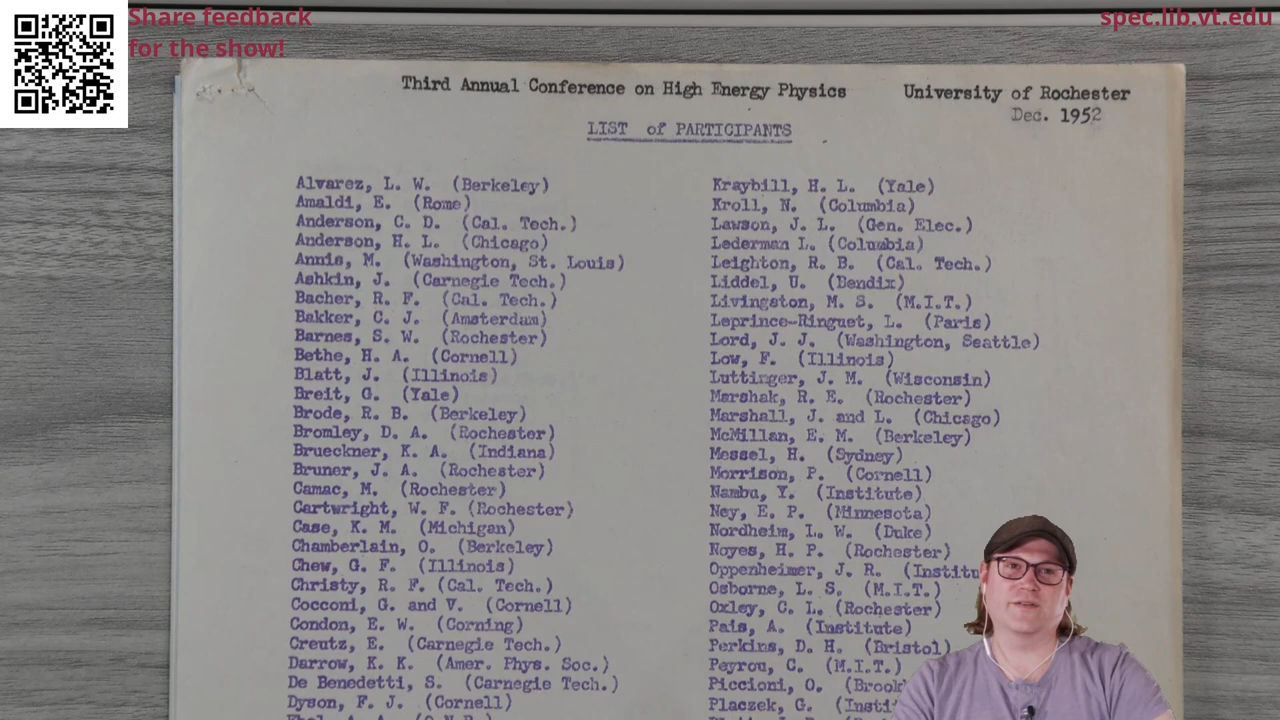 Share feedback
for the show!
spec.lib.vt.edu
Third Annual Conference on High Energy Physics University of Rochester
Dec. 1952
LIST of PARTICIPANTS
Alvarez, L. W. (Berkeley)
Amaldi, E. (Rome)
Anderson, C. D. (Cal. Tech.)
Anderson, H. L. (Chicago)
Annis, M. (Washington, St. Louis)
Ashkin, J. (Carnegie Tech.)
Bacher, R. F. (Cal. Tech.)
Bakker, C. J. (Amsterdam)
Barnes, S. W. (Rochester)
Bethe, H. A. (Cornell)
Blatt, J. (Illinois)
Breit, G. (Yale)
Brode, R. B. (Berkeley)
Bromley, D. A. (Rochester)
Brueckner, K. A. (Indiana)
Bruner, J. A. (Rochester)
Camac, M. (Rochester)
Cartwright, W. F. (Rochester)
Case, K. M. (Michigan)
Chamberlain, O. (Berkeley)
Chew, G. F. (Illinois)
Christy, R. F. (Cal. Tech.)
Cocconi, G. and V. (Cornell)
Condon, E. W. (Corning)
Creutz, E. (Carnegie Tech.)
Darrow, K. K. (Amer. Phys. Soc.)
De Benedetti, S. (Carnegie Tech.)
Dyson, F. J. (Cornell)
Kraybill, H. L. (Yale)
Kroll, N. (Columbia)
Lawson, J. L. (Gen. Elec.)
Lederman L. (Columbia)
Leighton, R. B. (Cal. Tech.)
Liddel, U. (Bendix)
Livingston, M. S. (M.I.T.)
Leprince-Ringuet, L. (Paris)
Lord, J. J. (Washington, Seattle)
Low, F. (Illinois)
Luttinger, J. M. (Wisconsin)
Marshak, R. E. (Rochester)
Marshall, J. and L. (Chicago)
McMillan, E. M. (Berkeley)
Messel, H. (Sydney)
Morrison, P. (Cornell)
Nambu, Y. (Institute)
Ney, E. P. (Minnesota)
Nordheim, L. W. (Duke)
Noyes, H. P. (Rochester)
Oppenheimer, J. R. (Institu
Osborne, L. S. (M.I.T.)
Oxley, C. L. (Rochester)
Pais, A. (Institute)
Perkins, D. H. (Bristol)
Peyrou, C. (M.I.T.)
Piccioni, O. (Brook
Placzek, G. (Insti